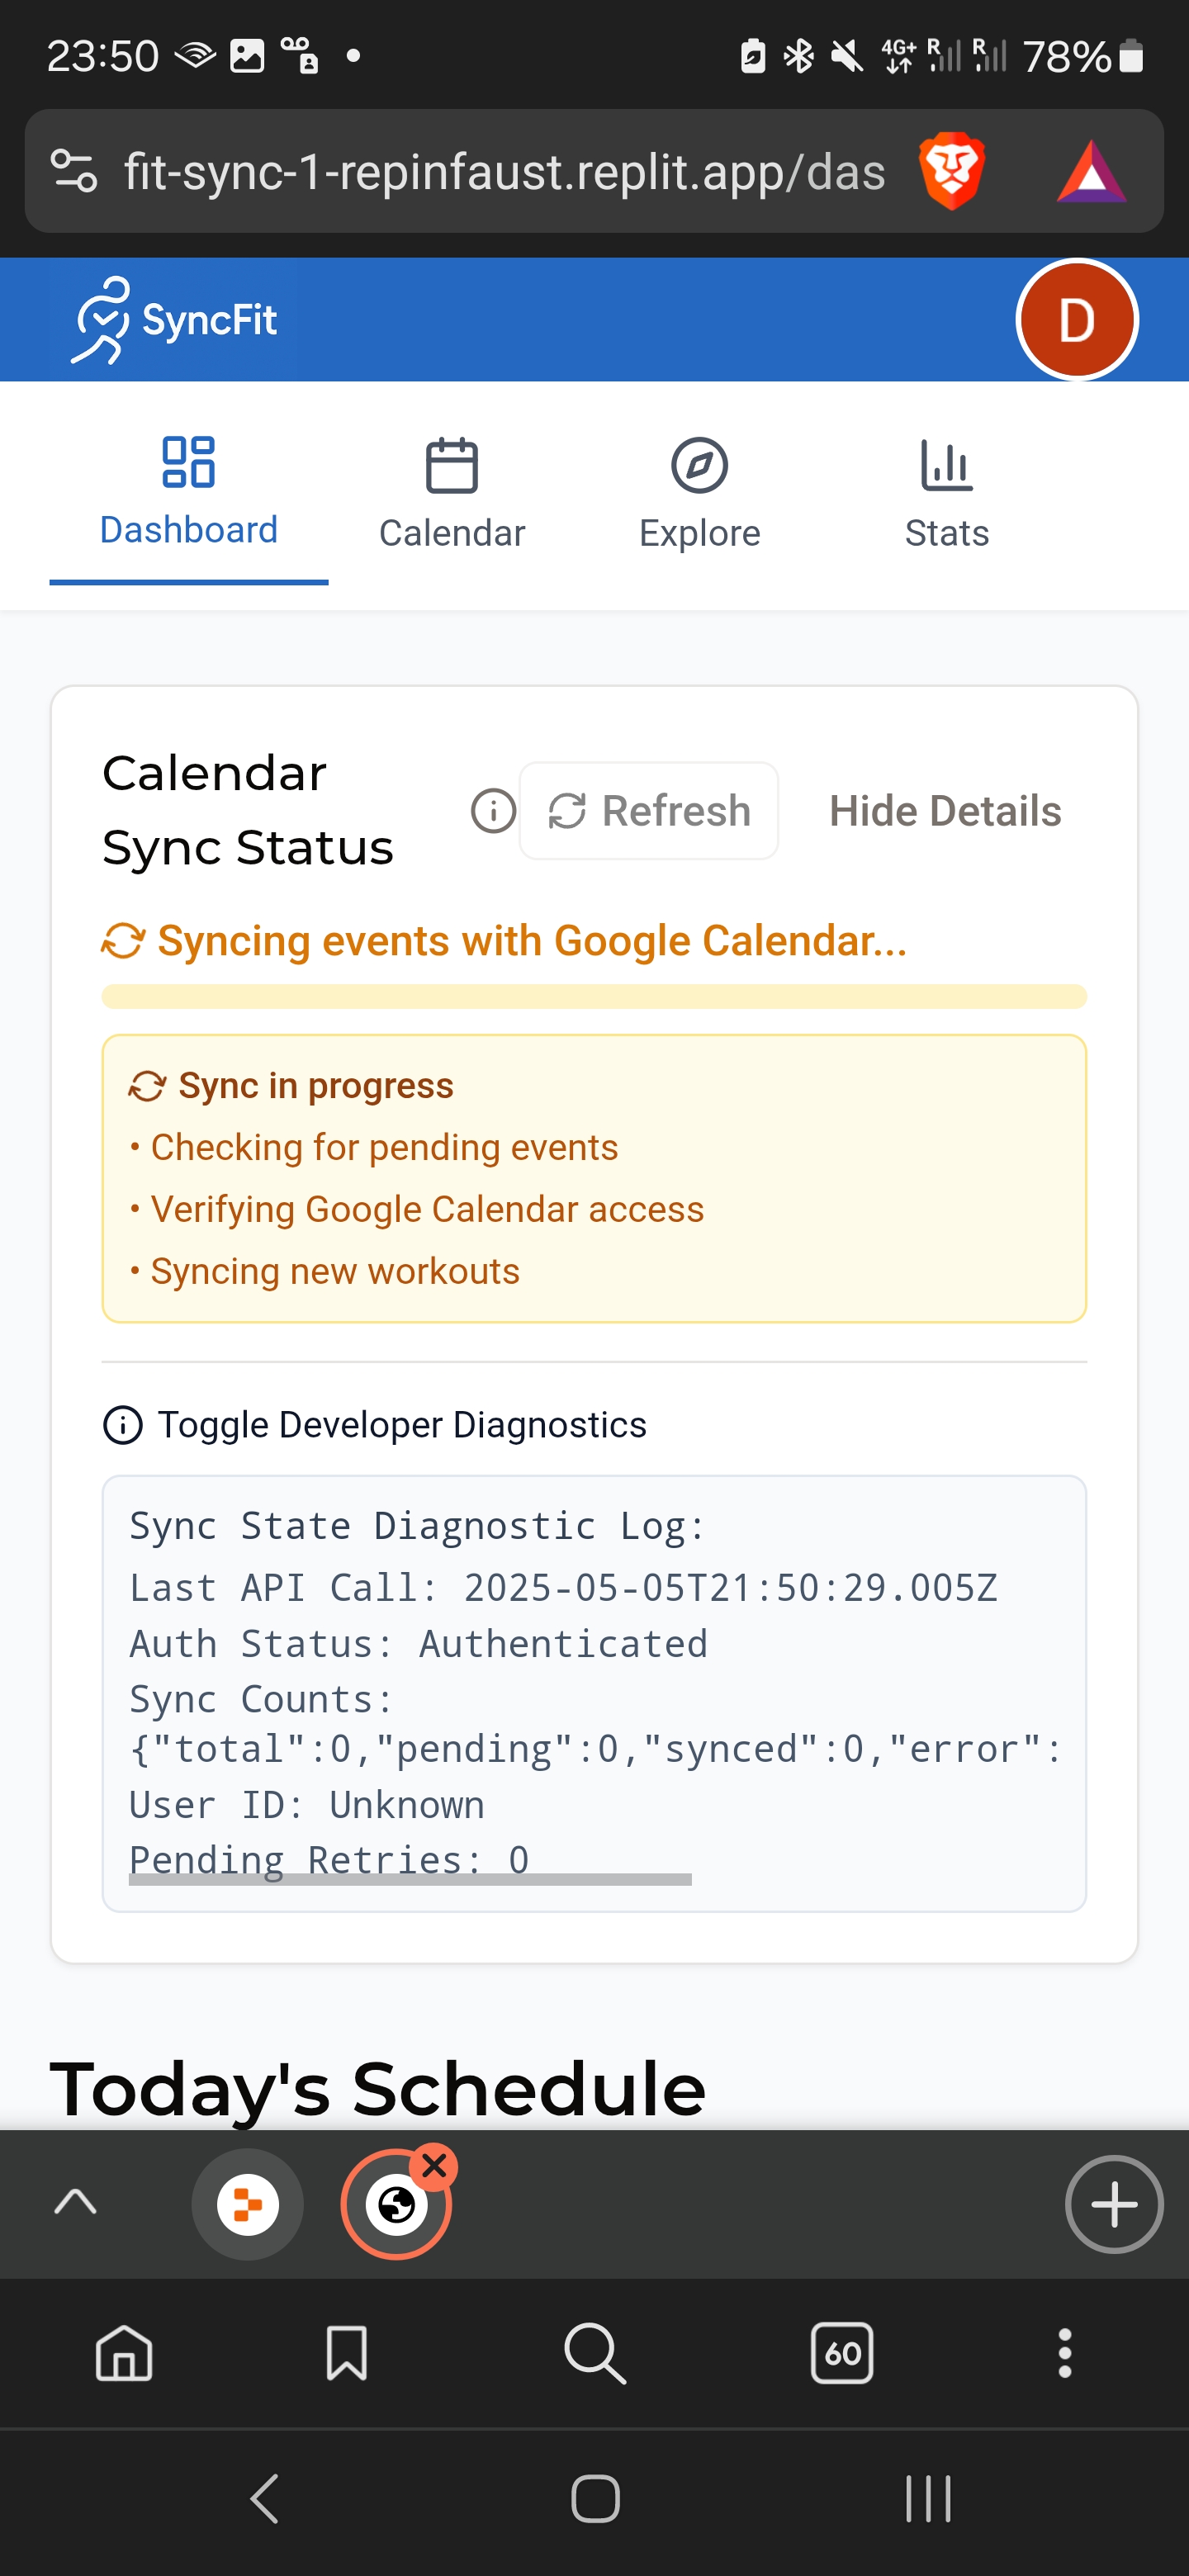 23:50
4G+ R R 78%
fit-sync-1-repinfaust.replit.app/das
SyncFit
D
Dashboard
Calendar
Explore
Stats
Calendar
Sync Status
Refresh
Hide Details
Syncing events with Google Calendar...
Sync in progress
• Checking for pending events
• Verifying Google Calendar access
• Syncing new workouts
Toggle Developer Diagnostics
Sync State Diagnostic Log:
Last API Call: 2025-05-05T21:50:29.005Z
Auth Status: Authenticated
Sync Counts:
{"total":0,"pending":0,"synced":0,"error":
User ID: Unknown
Pending Retries: 0
Today's Schedule
60